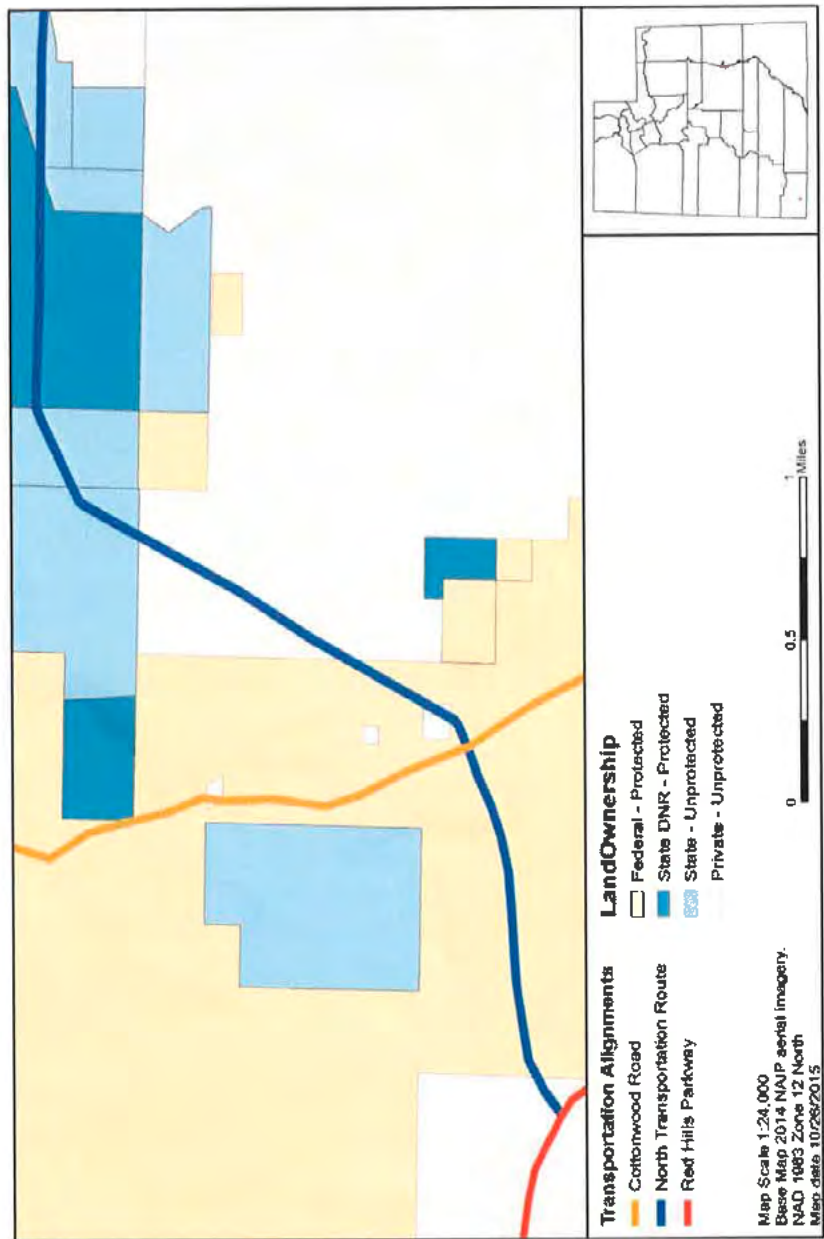 Transportation Alignments
Cottonwood Road
North Transportation Route
Red Hills Parkway
LandOwnership
Federal - Protected
State DNR - Protected
State - Unprotected
Private - Unprotected
0 0.5 1
Miles
Map Scale 1:24,000
Base Map 2014 NAIP aerial imagery.
NAD 1983 Zone 12 North
Map date 10/26/2015